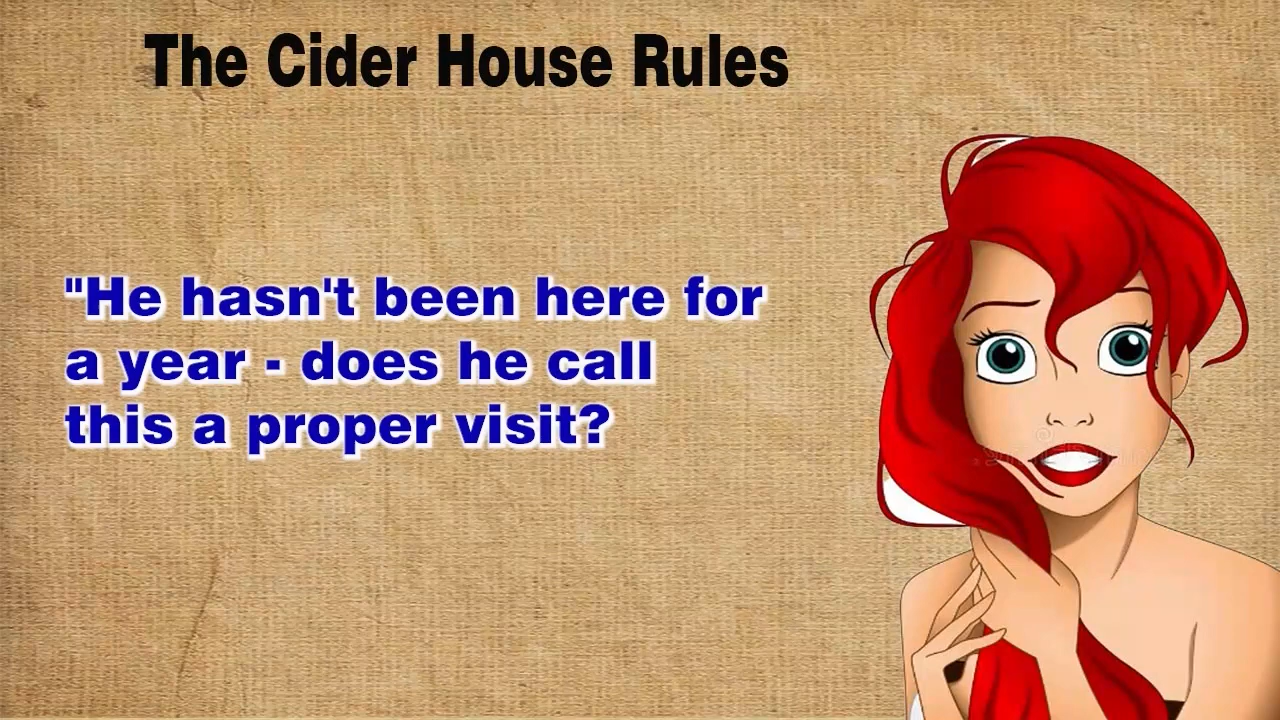 The Cider House Rules
"He hasn't been here for
a year - does he call
this a proper visit?